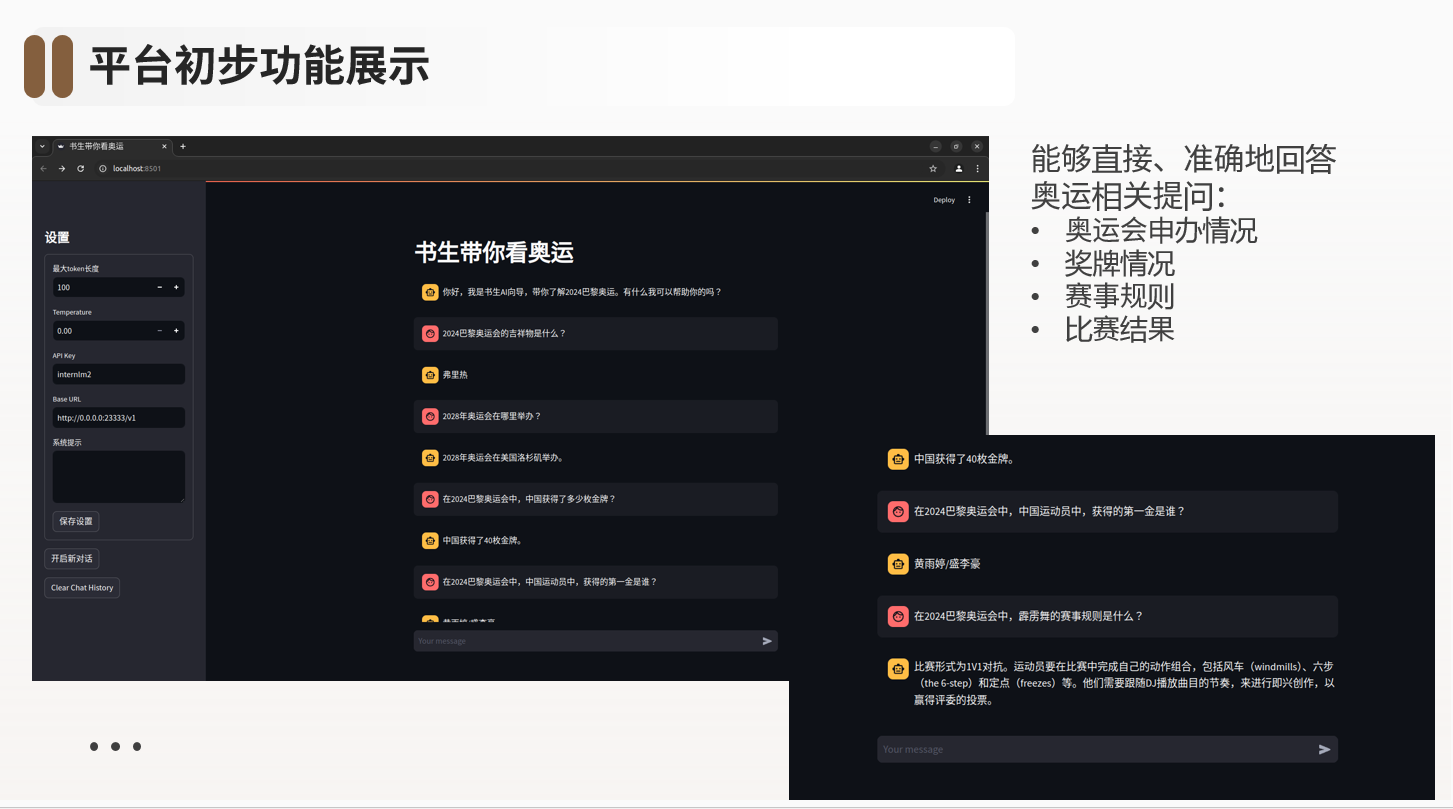 平台初步功能展示
书生带你看奥运
localhost:8501
Deploy
设置
最大token长度
100
Temperature
0.00
API Key
internlm2
Base URL
http://0.0.0.0:23333/v1
系统提示
保存设置
开启新对话
Clear Chat History
书生带你看奥运
你好，我是书生AI向导，带你了解2024巴黎奥运。有什么我可以帮助你的吗？
2024巴黎奥运会的吉祥物是什么？
弗里热
2028年奥运会在哪里举办？
2028年奥运会在美国洛杉矶举办。
在2024巴黎奥运会中，中国获得了多少枚金牌？
中国获得了40枚金牌。
在2024巴黎奥运会中，中国运动员中，获得的第一金是谁？
黄雨婷/盛李豪
Your message
能够直接、准确地回答
奥运相关提问：
• 奥运会申办情况
• 奖牌情况
• 赛事规则
• 比赛结果
中国获得了40枚金牌。
在2024巴黎奥运会中，中国运动员中，获得的第一金是谁？
黄雨婷/盛李豪
在2024巴黎奥运会中，霹雳舞的赛事规则是什么？
比赛形式为1V1对抗。运动员要在比赛中完成自己的动作组合，包括风车（windmills）、六步
（the 6-step）和定点（freezes）等。他们需要跟随DJ播放曲目的节奏，来进行即兴创作，以
赢得评委的投票。
Your message
• • •